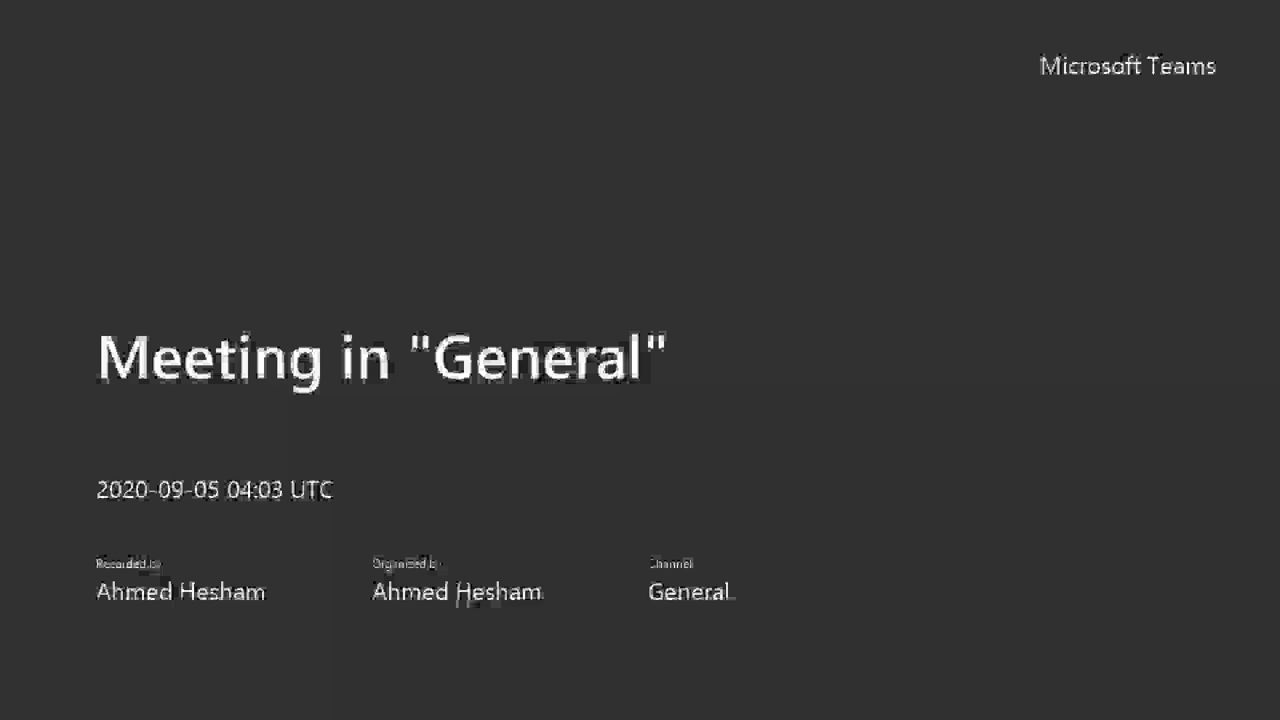 Microsoft Teams
Meeting in "General"
2020-09-05 04:03 UTC
Recorded by Organized by Channel
Ahmed Hesham Ahmed Hesham General